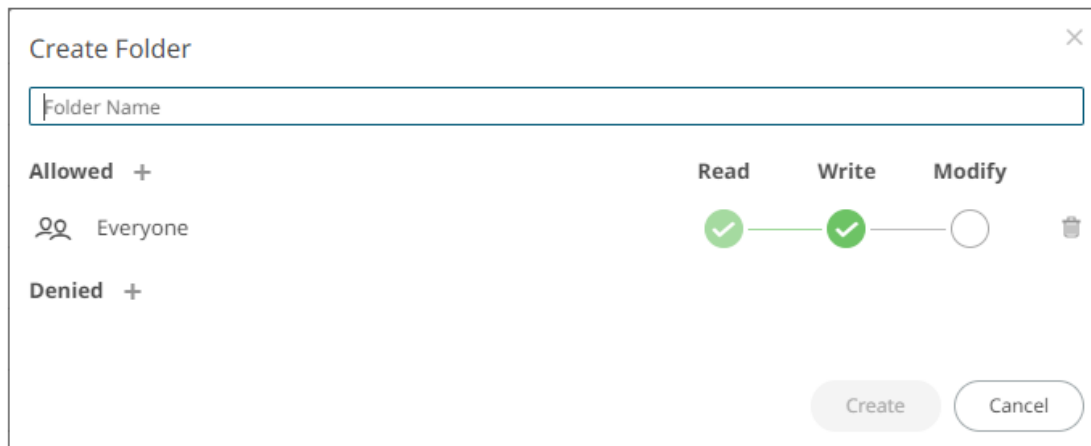 Create Folder
Folder Name
Allowed + Read Write Modify
Everyone
Denied +
Create Cancel